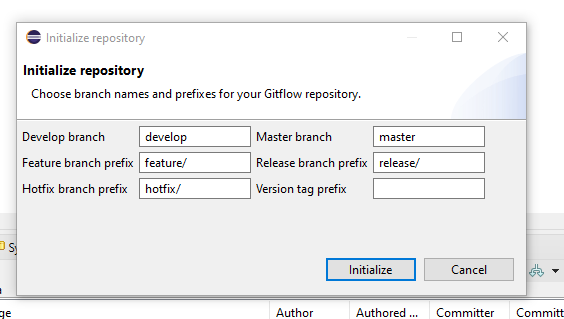 Initialize repository
Initialize repository
Choose branch names and prefixes for your Gitflow repository.
Develop branch develop Master branch master
Feature branch prefix feature/ Release branch prefix release/
Hotfix branch prefix hotfix/ Version tag prefix
Initialize Cancel
Author Authored ... Committer